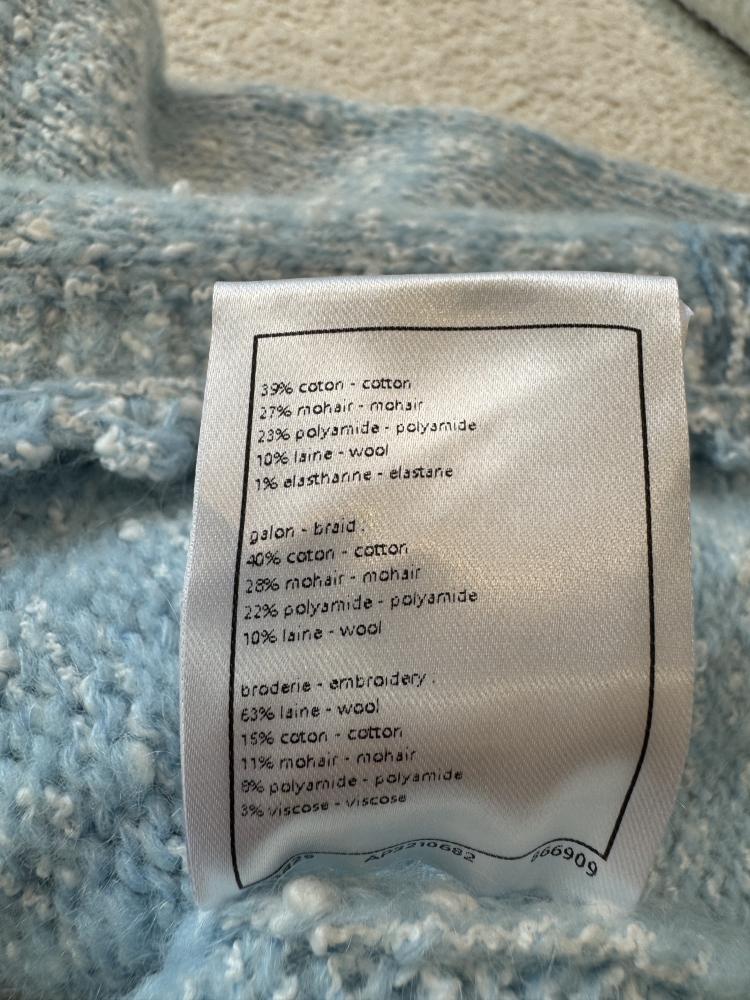 39% coton - cotton
27% mohair - mohair
23% polyamide - polyamide
10% laine - wool
1% elasthanne - elastane
galon - braid :
40% coton - cotton
28% mohair - mohair
22% polyamide - polyamide
10% laine - wool
broderie - embroidery :
63% laine - wool
15% coton - cotton
11% mohair - mohair
8% polyamide - polyamide
3% viscose - viscose
866909